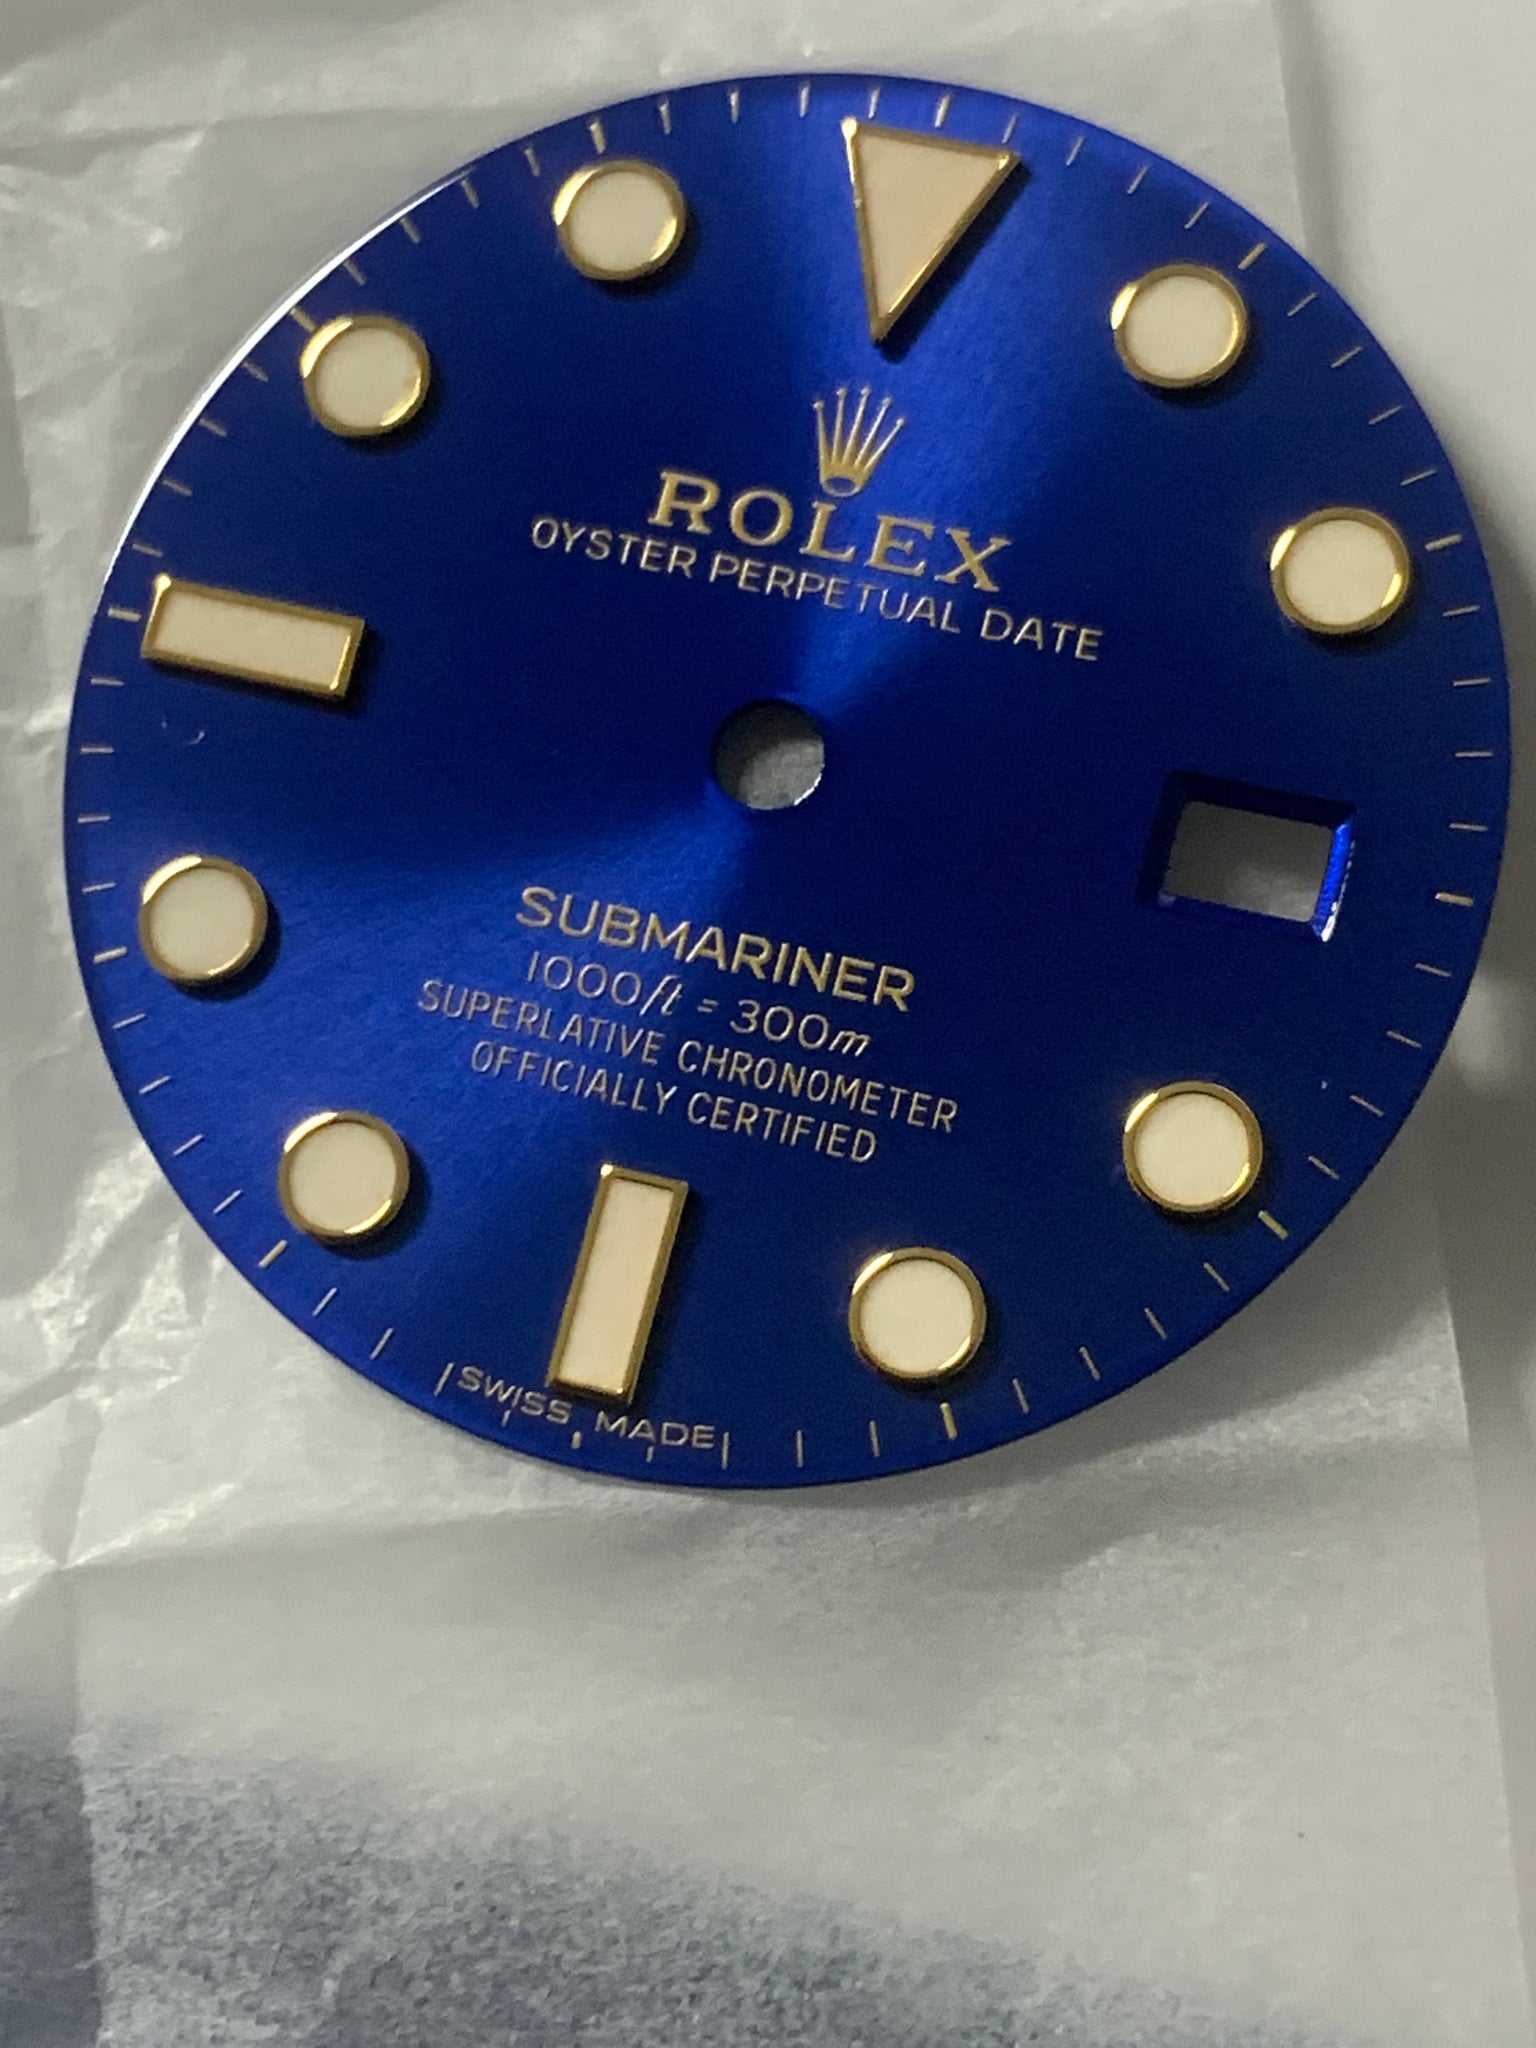 ROLEX
OYSTER PERPETUAL DATE
SUBMARINER
1000ft = 300m
SUPERLATIVE CHRONOMETER
OFFICIALLY CERTIFIED
SWISS MADE